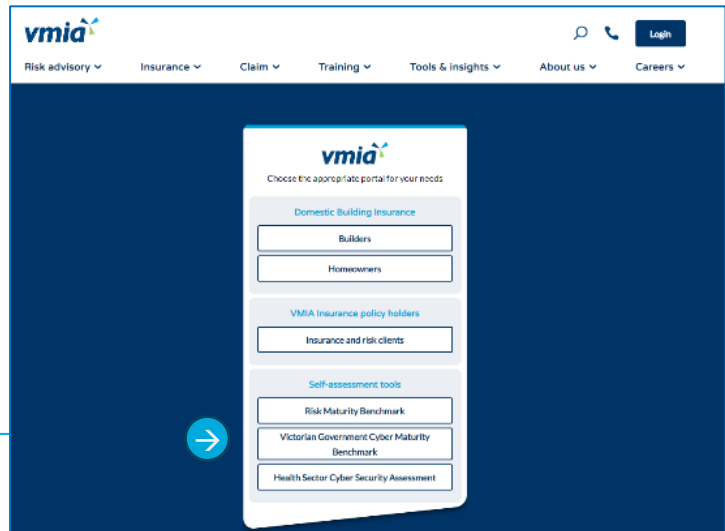 vmia
Login
Risk advisory Insurance Claim Training Tools & insights About us Careers
vmia
Choose the appropriate portal for your needs
Domestic Building Insurance
Builders
Homeowners
VMIA Insurance policy holders
Insurance and risk clients
Self-assessment tools
Risk Maturity Benchmark
Victorian Government Cyber Maturity
Benchmark
Health Sector Cyber Security Assessment